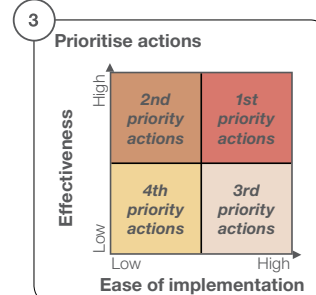 3
Prioritise actions
Effectiveness
High
Low
2nd
priority
actions
1st
priority
actions
4th
priority
actions
3rd
priority
actions
Low
High
Ease of implementation